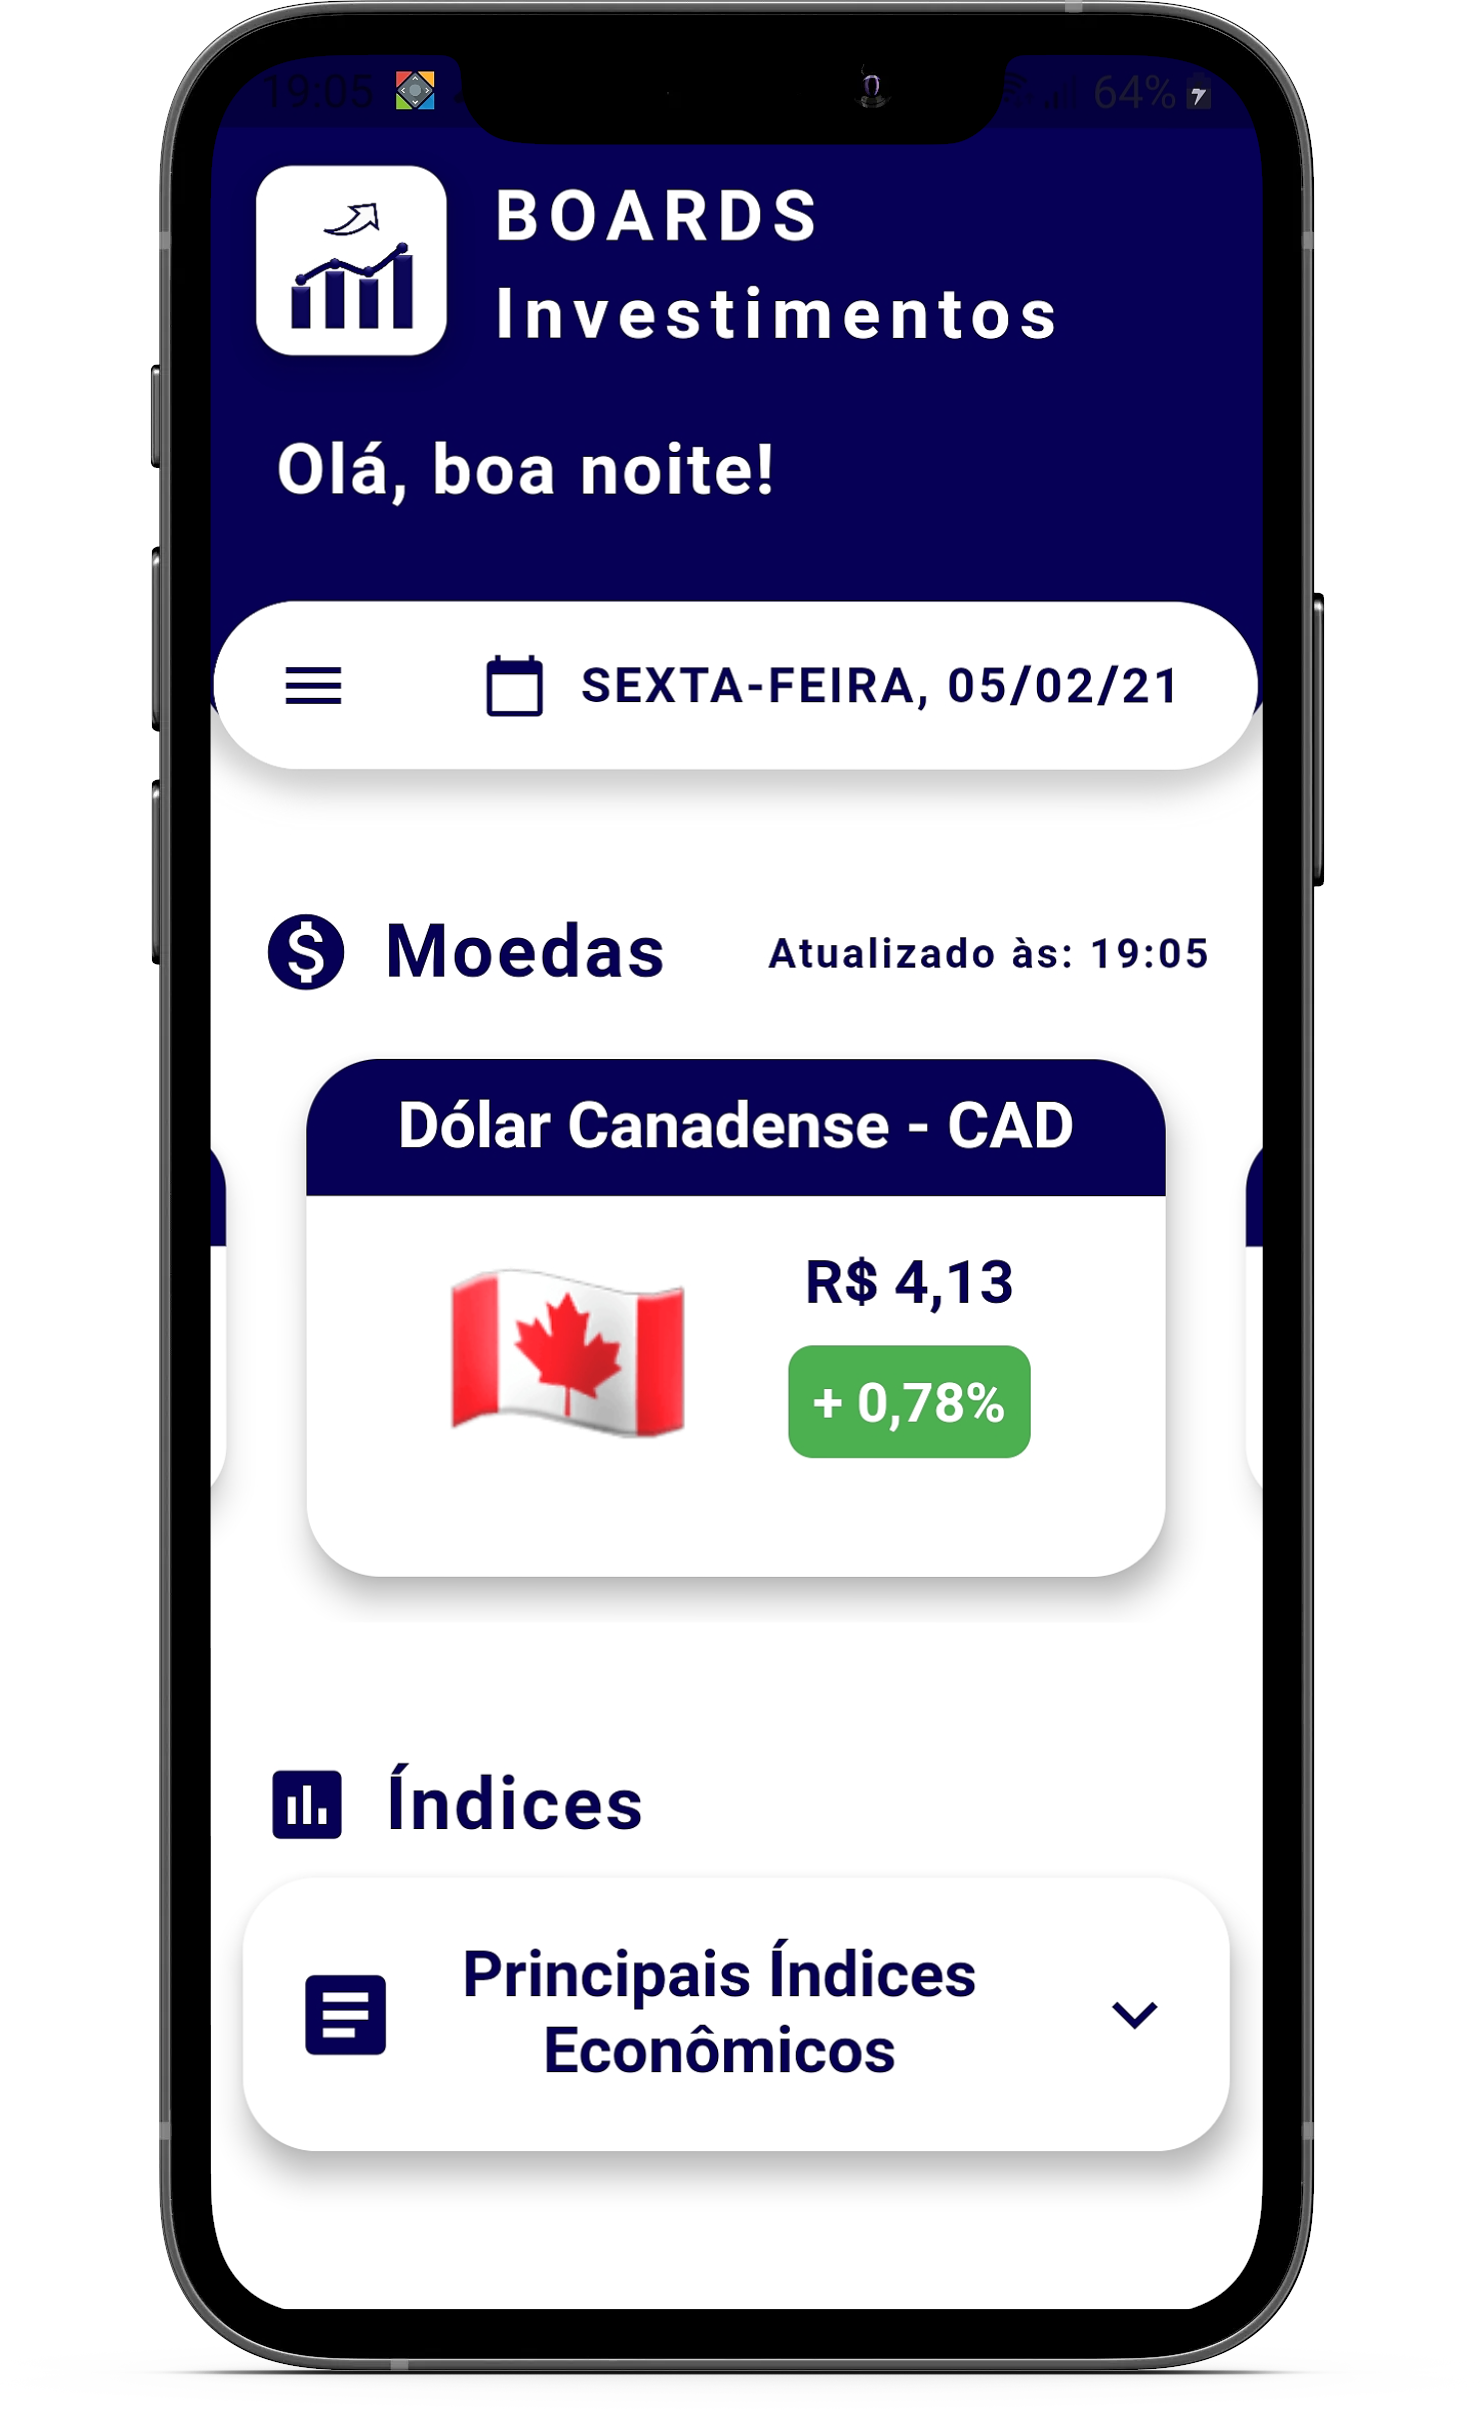 19:05 64%
BOARDS
Investimentos
Olá, boa noite!
SEXTA-FEIRA, 05/02/21
Moedas Atualizado às: 19:05
Dólar Canadense - CAD
R$ 4,13
+ 0,78%
Índices
Principais Índices
Econômicos